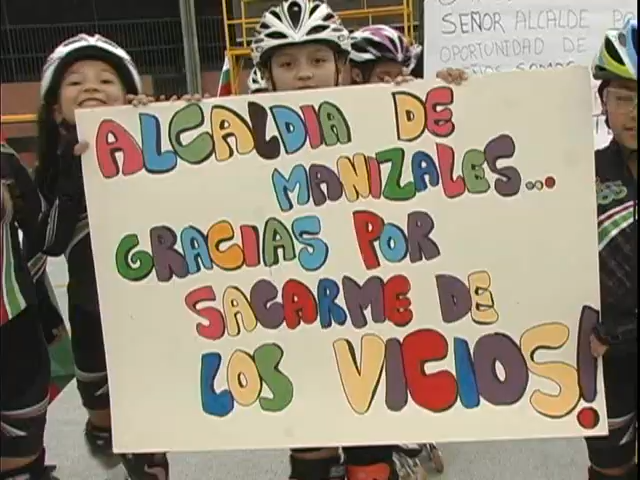 SEÑOR ALCALDE
OPORTUNIDAD DE
ALCALDIA DE
MANIZALES...
GRACIAS POR
SACARME DE
LOS VICIOS!